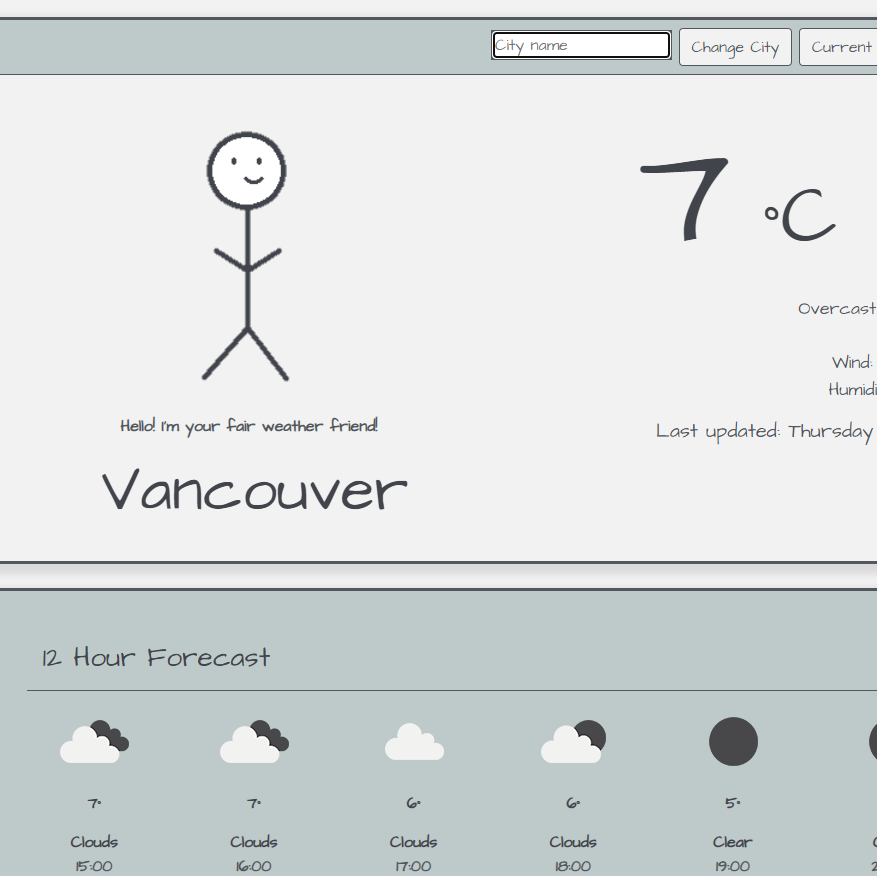 City name Change City Current
7 °C
Overcast
Wind:
Last updated: Thursday
Hello! I'm your fair weather friend!
Vancouver
12 Hour Forecast
7° 7° 6° 6° 5°
Clouds Clouds Clouds Clouds Clear
15:00 16:00 17:00 18:00 19:00